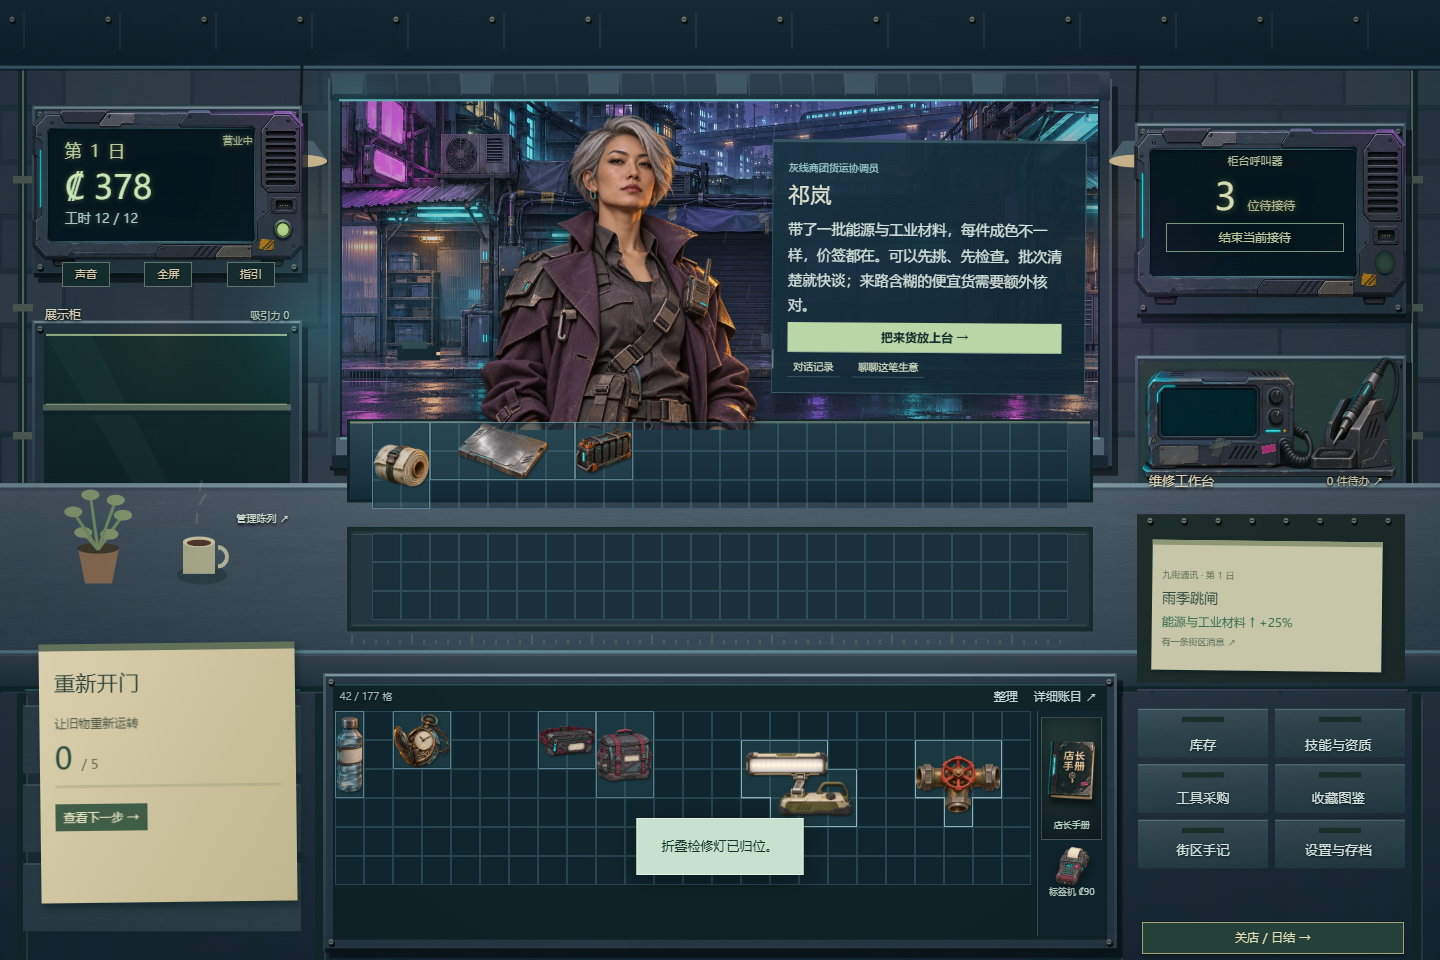 第 1 日
营业中
₡ 378
工时 12 / 12
声音
全屏
指引
展示柜
吸引力 0
管理陈列 ↗
灰线商团货运协调员
祁岚
带了一批能源与工业材料，每件成色不一
样，价签都在。可以先挑、先检查。批次清
楚就快谈；来路含糊的便宜货需要额外核
对。
把来货放上台 →
对话记录
聊聊这笔生意
柜台呼叫器
3 位待接待
结束当前接待
维修工作台
0 件待办 ↗
九街通讯 · 第 1 日
雨季跳闸
能源与工业材料 ↑ +25%
有一条街区消息 ↗
重新开门
让旧物重新运转
0 / 5
查看下一步 →
42 / 177 格
整理
详细账目 ↗
店长
手册
店长手册
标签机 ₡90
折叠检修灯已归位。
库存
技能与资质
工具采购
收藏图鉴
街区手记
设置与存档
关店 / 日结 →